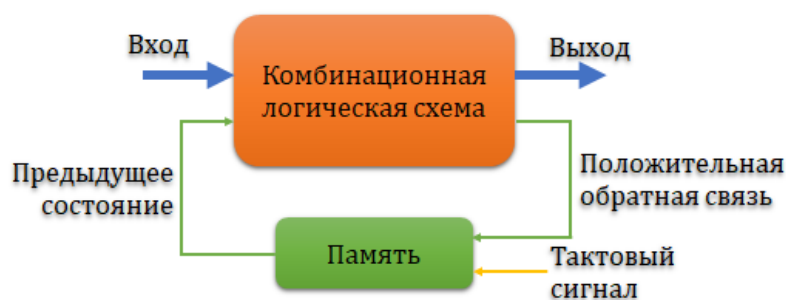 Вход
Комбинационная
логическая схема
Выход
Предыдущее
состояние
Положительная
обратная связь
Память
Тактовый
сигнал